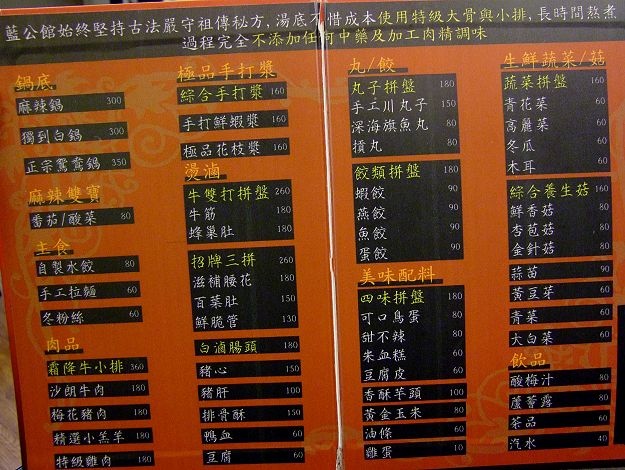 藍公館始終堅持古法嚴守祖傳秘方,湯底不惜成本使用特級大骨與小排,長時間熬煮
過程完全不添加任何中藥及加工肉精調味
鍋底
麻辣鍋 300
獨到白鍋 300
正宗鴛鴦鍋 350
麻辣雙寶
番茄/酸菜 80
主食
自製水餃 80
手工拉麵 60
冬粉絲 60
肉品
霜降牛小排 360
沙朗牛肉 180
梅花豬肉 180
精選小羔羊 180
特級雞肉 180
極品手打漿
綜合手打漿 160
手打鮮蝦漿 160
極品花枝漿 160
燙滷
牛雙打拼盤 260
牛筋 180
蜂巢肚 180
招牌三拼 260
滋補腰花 180
百葉肚 150
鮮脆管 130
白滷腸頭 180
豬心 150
豬肝 100
排骨酥 150
鴨血 60
豆腐 60
丸/餃
丸子拼盤 180
手工川丸子 150
深海旗魚丸 80
摃丸 80
餃類拼盤 180
蝦餃 90
燕餃 90
魚餃 90
蛋餃 90
美味配料
四味拼盤 180
可口鳥蛋 80
甜不辣 80
米血糕 60
豆腐皮 60
香酥芋頭 100
黃金玉米 80
油條 60
雞蛋 10
生鮮蔬菜/菇
蔬菜拼盤 160
青花菜 60
高麗菜 60
冬瓜 60
木耳 60
綜合養生菇 160
鮮香菇 80
杏苞菇 80
金針菇 80
蒜苗 90
黃豆芽 60
青菜 60
大白菜 60
飲品
酸梅汁 80
蘆薈露 80
茶品 60
汽水 40